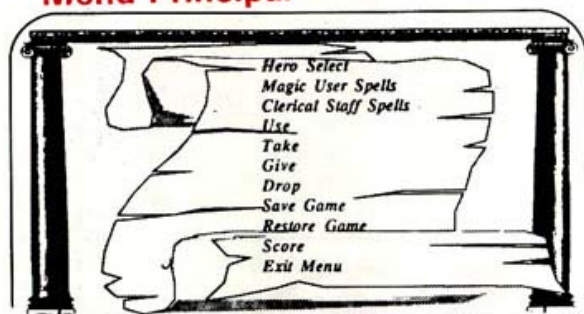 Menu Principal
Hero Select
Magic User Spells
Clerical Staff Spells
Use
Take
Give
Drop
Save Game
Restore Game
Score
Exit Menu